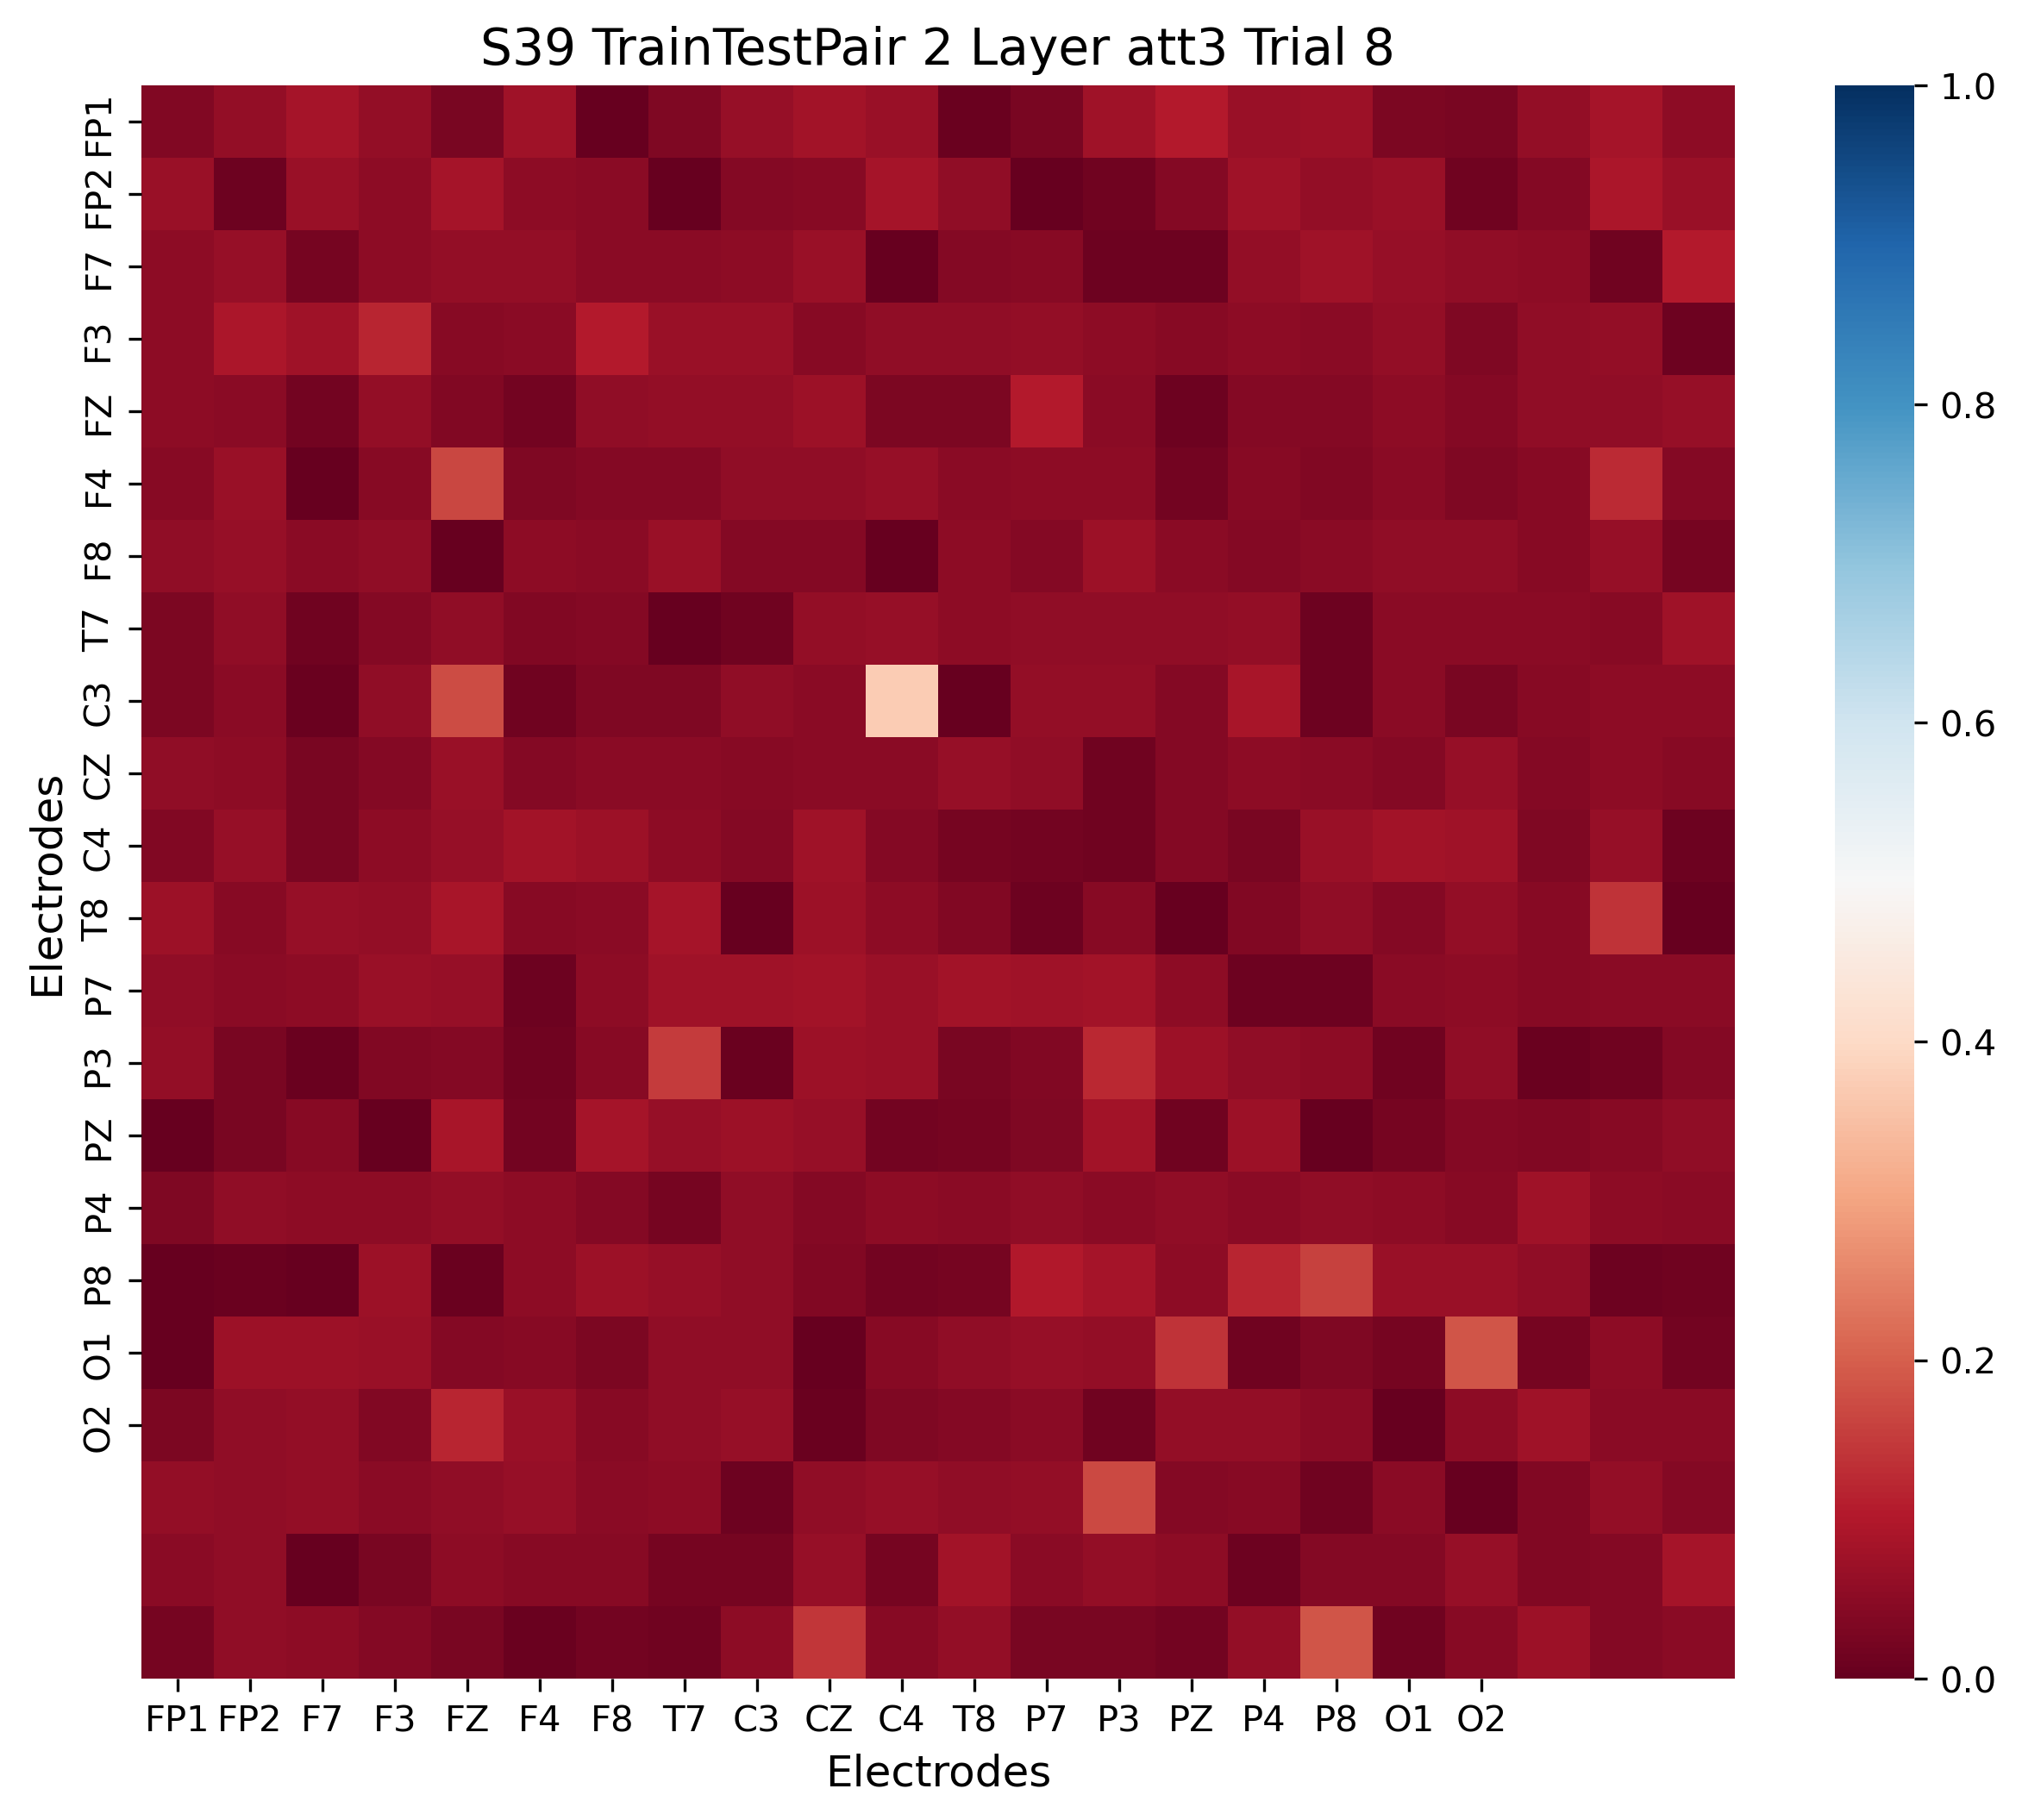 S39 TrainTestPair 2 Layer att3 Trial 8
Electrodes
FP1
FP2
F7
F3
FZ
F4
F8
T7
C3
CZ
C4
T8
P7
P3
PZ
P4
P8
O1
O2
FP1 FP2 F7 F3 FZ F4 F8 T7 C3 CZ C4 T8 P7 P3 PZ P4 P8 O1 O2
Electrodes
1.0
0.8
0.6
0.4
0.2
0.0